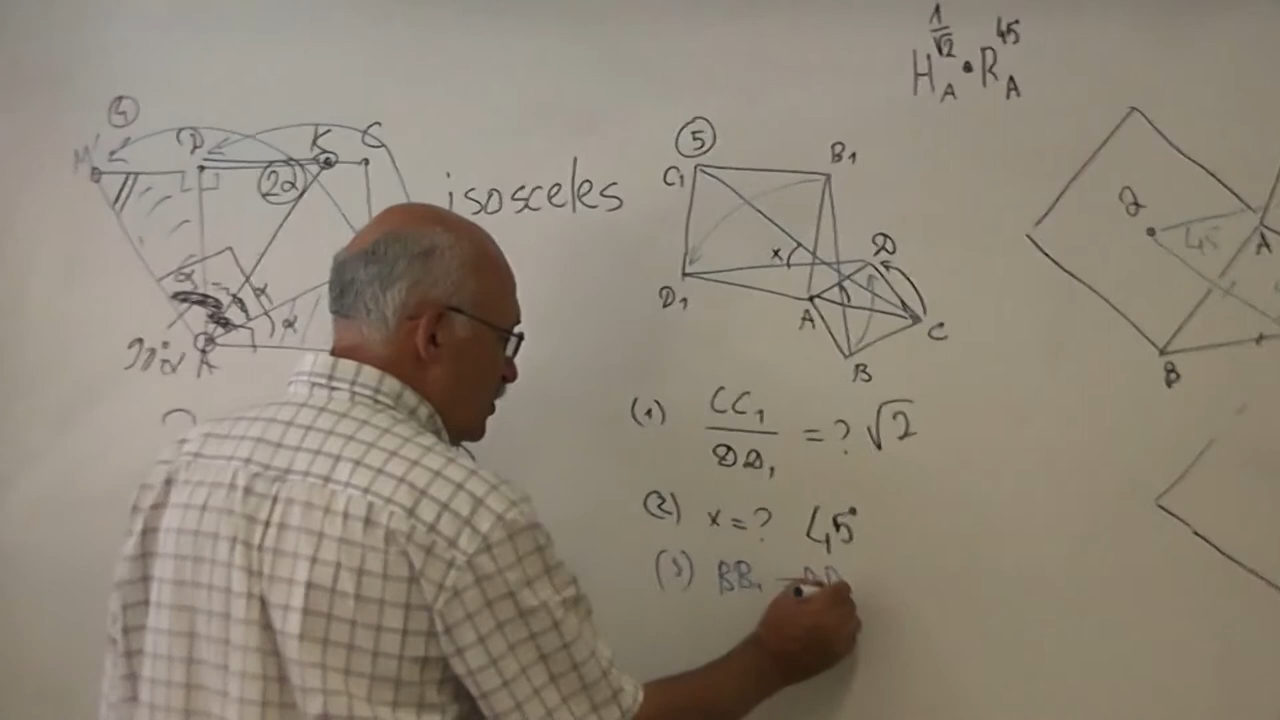 H_A^{1/√2} • R_A^{45}
4
M' D K C
2α
isosceles
α α α
A
5
C₁ B₁
x D
D₁ A C
B
(1) CC₁/DD₁ = ? √2
(2) x = ? 45°
(3) BB₁
Q 45 A
B